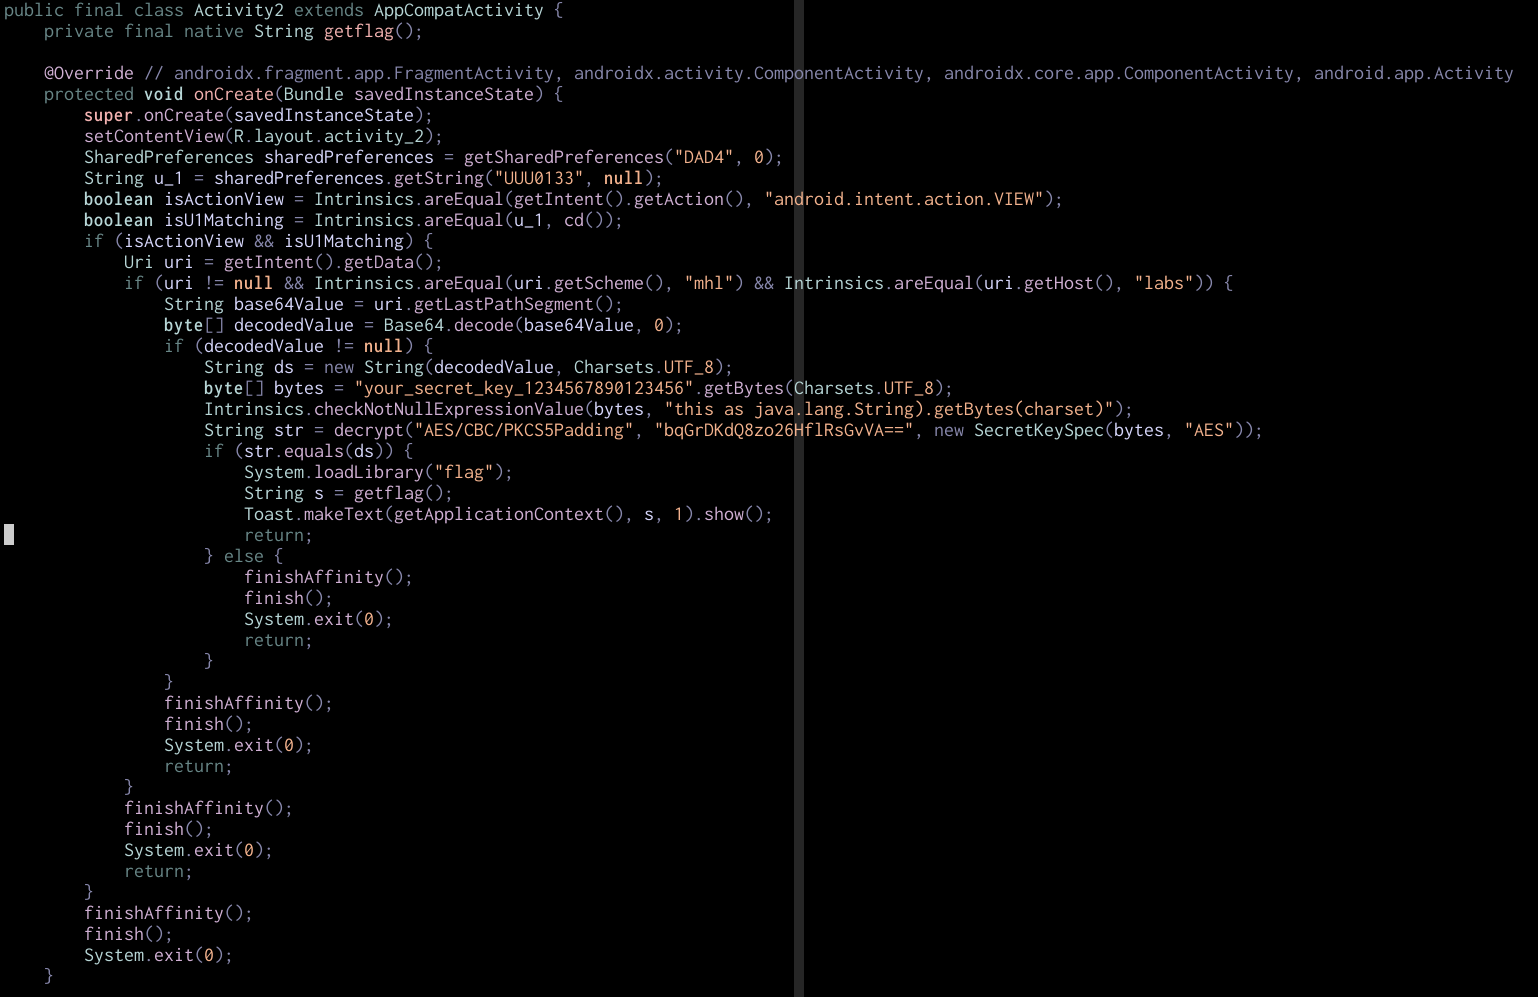 public final class Activity2 extends AppCompatActivity {
    private final native String getflag();

    @Override // androidx.fragment.app.FragmentActivity, androidx.activity.ComponentActivity, androidx.core.app.ComponentActivity, android.app.Activity
    protected void onCreate(Bundle savedInstanceState) {
        super.onCreate(savedInstanceState);
        setContentView(R.layout.activity_2);
        SharedPreferences sharedPreferences = getSharedPreferences("DAD4", 0);
        String u_1 = sharedPreferences.getString("UUU0133", null);
        boolean isActionView = Intrinsics.areEqual(getIntent().getAction(), "android.intent.action.VIEW");
        boolean isU1Matching = Intrinsics.areEqual(u_1, cd());
        if (isActionView && isU1Matching) {
            Uri uri = getIntent().getData();
            if (uri != null && Intrinsics.areEqual(uri.getScheme(), "mhl") && Intrinsics.areEqual(uri.getHost(), "labs")) {
                String base64Value = uri.getLastPathSegment();
                byte[] decodedValue = Base64.decode(base64Value, 0);
                if (decodedValue != null) {
                    String ds = new String(decodedValue, Charsets.UTF_8);
                    byte[] bytes = "your_secret_key_1234567890123456".getBytes(Charsets.UTF_8);
                    Intrinsics.checkNotNullExpressionValue(bytes, "this as java.lang.String).getBytes(charset)");
                    String str = decrypt("AES/CBC/PKCS5Padding", "bqGrDKdQ8zo26HflRsGvVA==", new SecretKeySpec(bytes, "AES"));
                    if (str.equals(ds)) {
                        System.loadLibrary("flag");
                        String s = getflag();
                        Toast.makeText(getApplicationContext(), s, 1).show();
                        return;
                    } else {
                        finishAffinity();
                        finish();
                        System.exit(0);
                        return;
                    }
                }
                finishAffinity();
                finish();
                System.exit(0);
                return;
            }
            finishAffinity();
            finish();
            System.exit(0);
            return;
        }
        finishAffinity();
        finish();
        System.exit(0);
    }